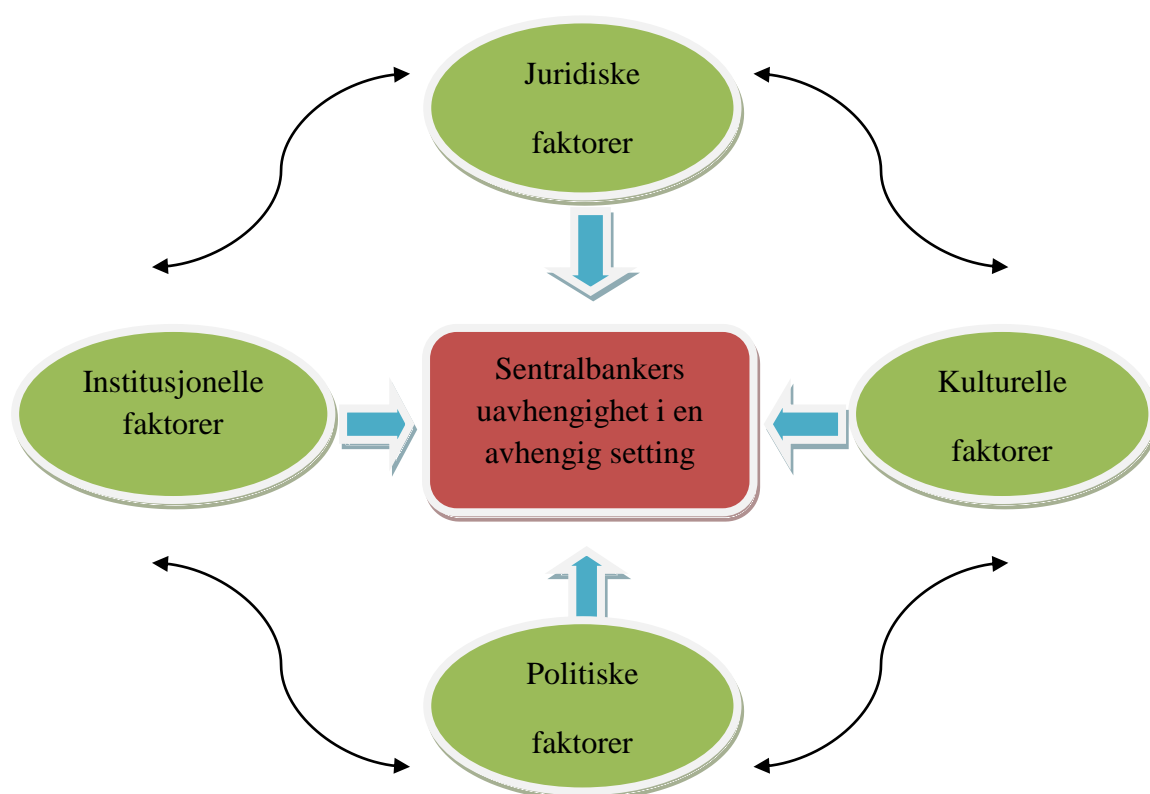 Juridiske
faktorer
Institusjonelle
faktorer
Sentralbankers
uavhengighet i en
avhengig setting
Kulturelle
faktorer
Politiske
faktorer